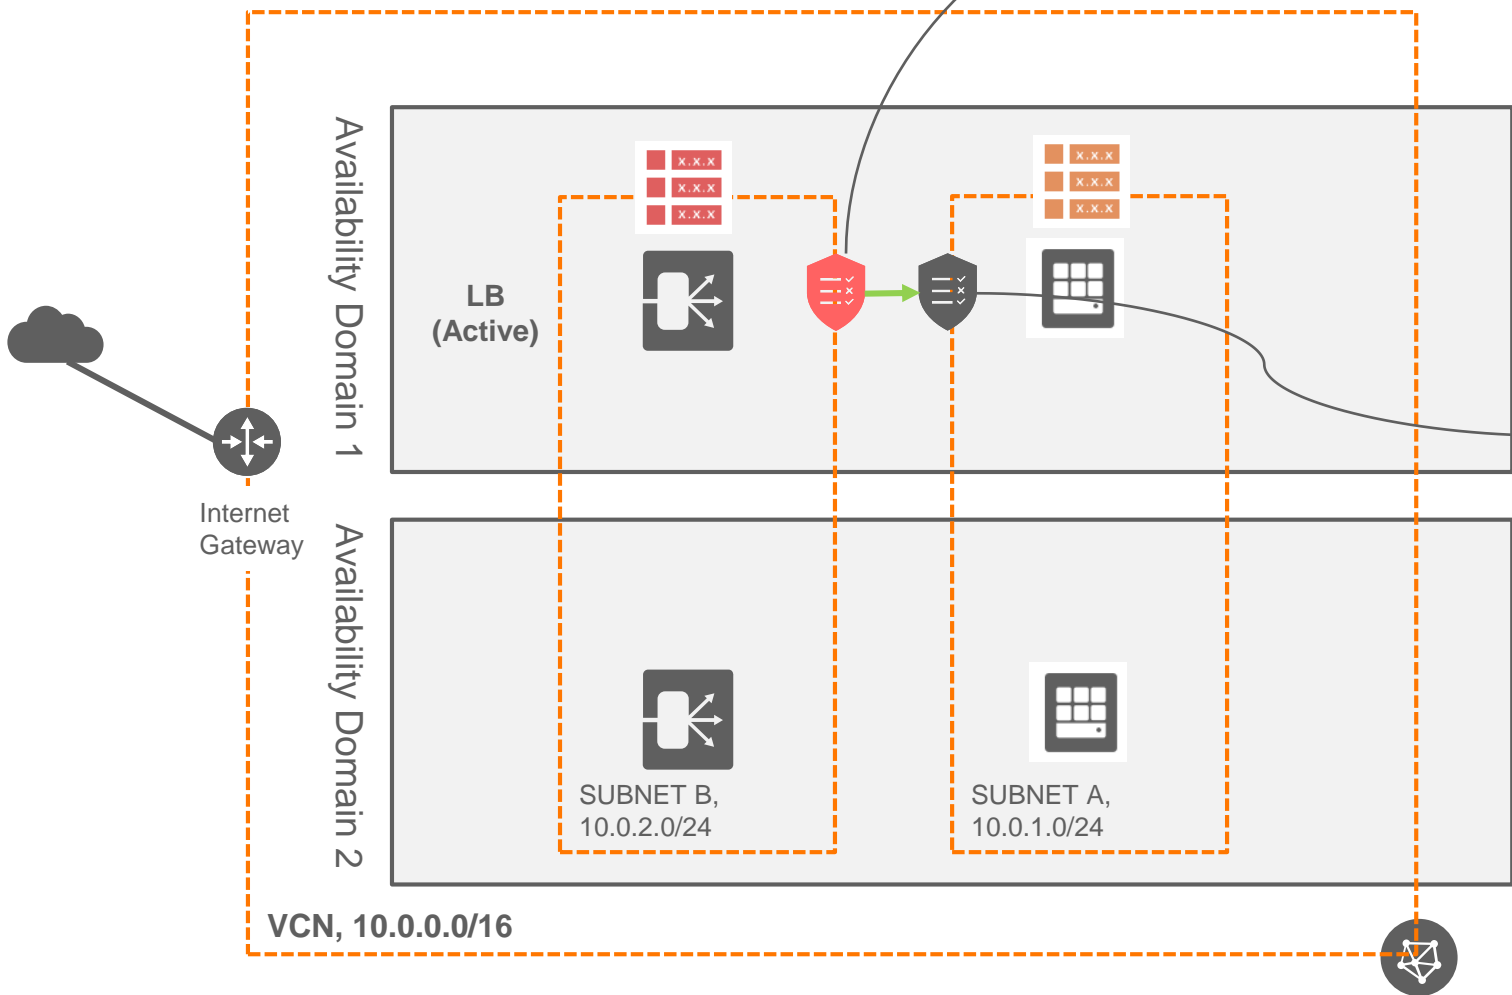 Availability Domain 1
x.x.x
x.x.x
x.x.x
x.x.x
x.x.x
x.x.x
LB
(Active)
Internet
Gateway
Availability Domain 2
SUBNET B,
10.0.2.0/24
SUBNET A,
10.0.1.0/24
VCN, 10.0.0.0/16